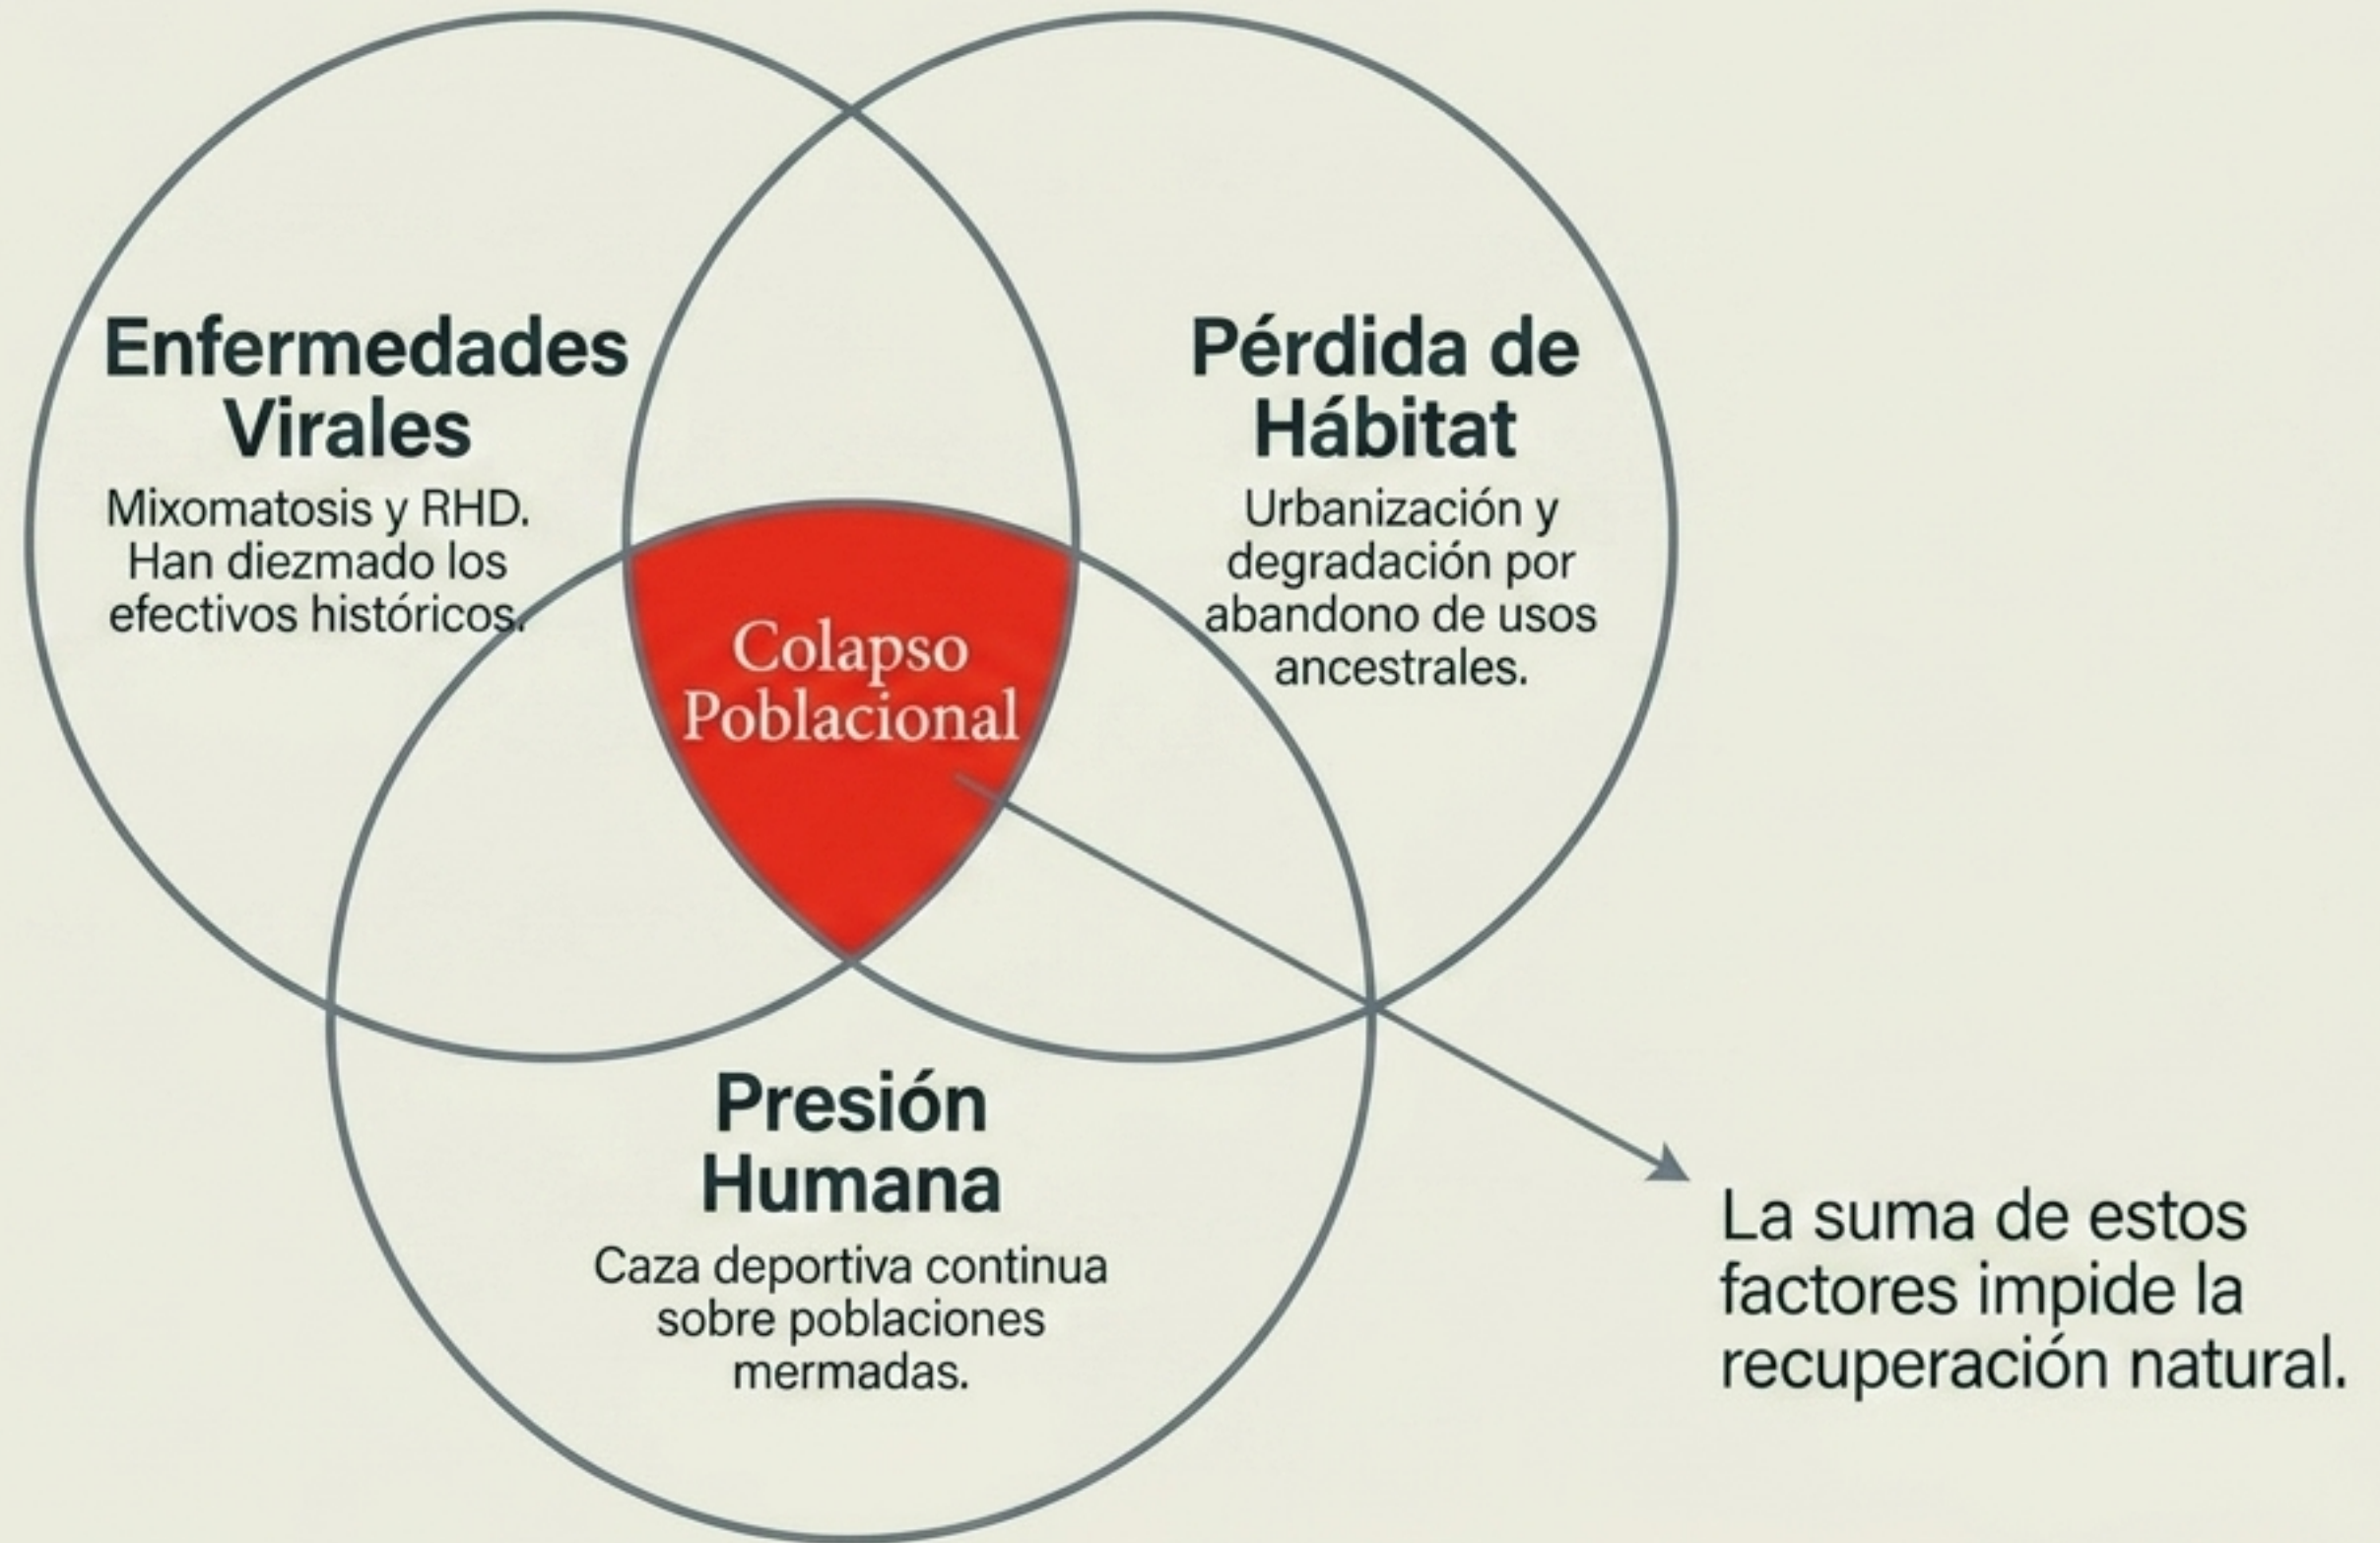 Enfermedades
Virales
Mixomatosis y RHD.
Han diezmado los
efectivos históricos.
Pérdida de
Hábitat
Urbanización y
degradación por
abandono de usos
ancestrales.
Colapso
Poblacional
Presión
Humana
Caza deportiva continua
sobre poblaciones
mermadas.
La suma de estos
factores impide la
recuperación natural.